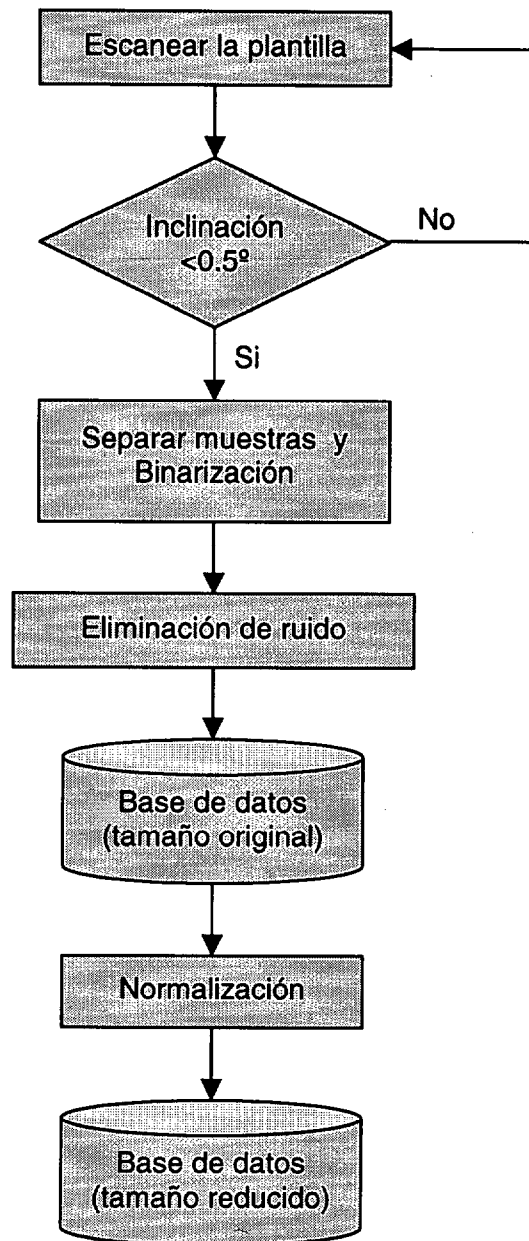 Escanear la plantilla
Inclinación
<0.5º
No
Si
Separar muestras y
Binarización
Eliminación de ruido
Base de datos
(tamaño original)
Normalización
Base de datos
(tamaño reducido)